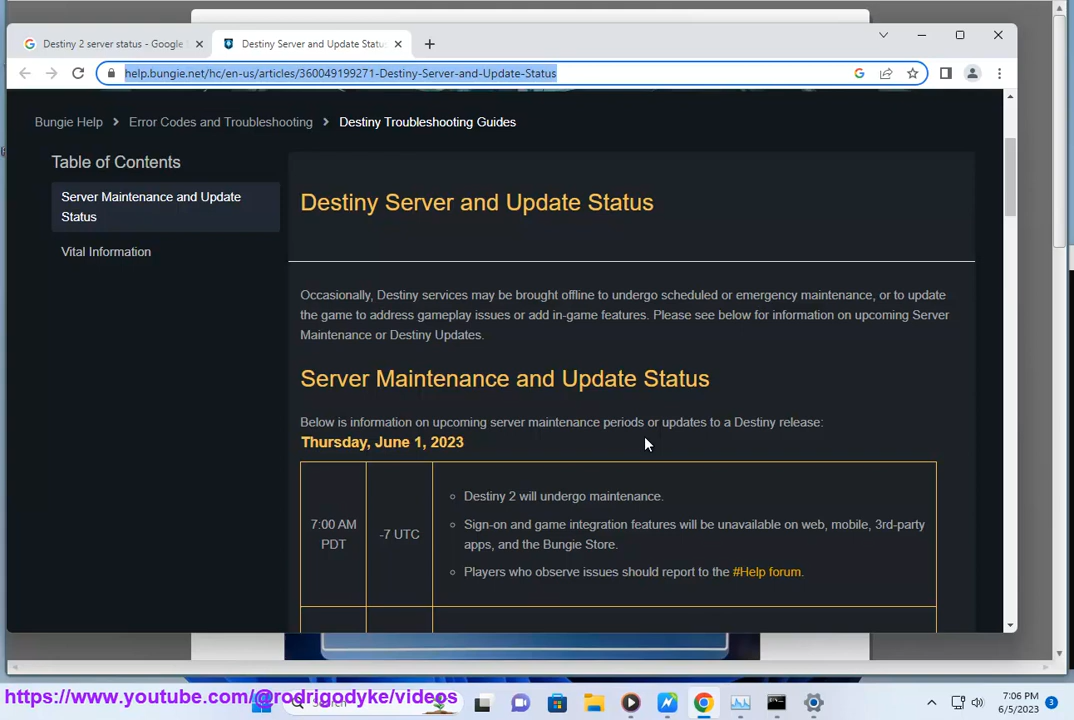 Destiny 2 server status - Google
Destiny Server and Update Statu
help.bungie.net/hc/en-us/articles/360049199271-Destiny-Server-and-Update-Status
Bungie Help > Error Codes and Troubleshooting > Destiny Troubleshooting Guides
Table of Contents
Server Maintenance and Update
Status
Vital Information
Destiny Server and Update Status
Occasionally, Destiny services may be brought offline to undergo scheduled or emergency maintenance, or to update
the game to address gameplay issues or add in-game features. Please see below for information on upcoming Server
Maintenance or Destiny Updates.
Server Maintenance and Update Status
Below is information on upcoming server maintenance periods or updates to a Destiny release:
Thursday, June 1, 2023
7:00 AM
PDT
-7 UTC
Destiny 2 will undergo maintenance.
Sign-on and game integration features will be unavailable on web, mobile, 3rd-party
apps, and the Bungie Store.
Players who observe issues should report to the #Help forum.
https://www.youtube.com/@rodrigodyke/videos
Search
7:06 PM
6/5/2023
3